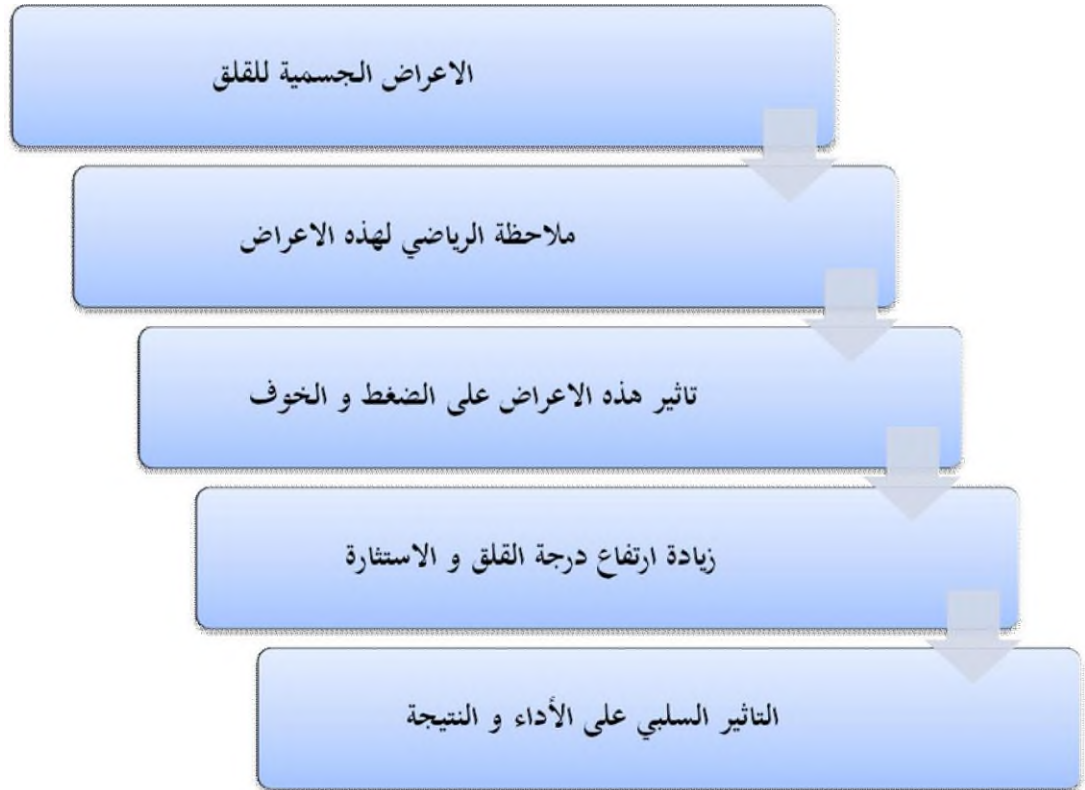 الاعراض الجسمية للقلق
ملاحظة الرياضي لهذه الاعراض
تاثير هذه الاعراض على الضغط و الخوف
زيادة ارتفاع درجة القلق و الاستثارة
التاثير السلبي على الأداء و النتيجة